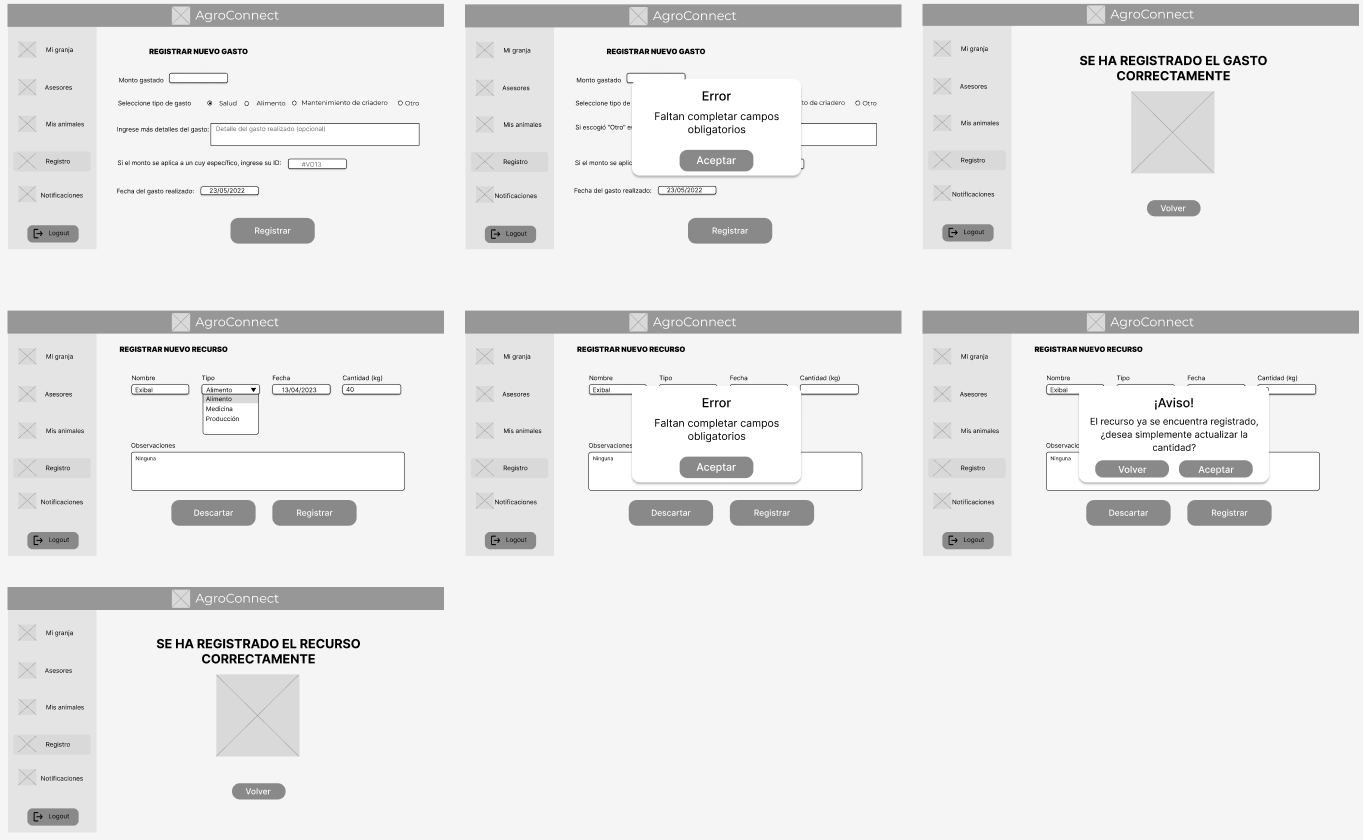 AgroConnect
Mi granja
Asesores
Mis animales
Registro
Notificaciones
Logout
REGISTRAR NUEVO GASTO
Monto gastado
Seleccione tipo de gasto Salud Alimento Mantenimiento de criadero Otro
Ingrese más detalles del gasto: Detalle del gasto realizado (opcional)
Si el monto se aplica a un cuy específico, ingrese su ID: #VO13
Fecha del gasto realizado: 23/05/2022
Registrar
AgroConnect
Mi granja
Asesores
Mis animales
Registro
Notificaciones
Logout
REGISTRAR NUEVO GASTO
Monto gastado
Seleccione tipo de to de criadero Otro
Si escogió "Otro" e
Si el monto se aplic
Fecha del gasto realizado: 23/05/2022
Registrar
Error
Faltan completar campos
obligatorios
Aceptar
AgroConnect
Mi granja
Asesores
Mis animales
Registro
Notificaciones
Logout
SE HA REGISTRADO EL GASTO
CORRECTAMENTE
Volver
AgroConnect
Mi granja
Asesores
Mis animales
Registro
Notificaciones
Logout
REGISTRAR NUEVO RECURSO
Nombre Tipo Fecha Cantidad (kg)
Exibal Alimento 13/04/2023 40
Alimento
Medicina
Producción
Observaciones
Ninguna
Descartar Registrar
AgroConnect
Mi granja
Asesores
Mis animales
Registro
Notificaciones
Logout
REGISTRAR NUEVO RECURSO
Nombre Tipo Fecha Cantidad (kg)
Exibal
Observaciones
Ninguna
Error
Faltan completar campos
obligatorios
Aceptar
Descartar Registrar
AgroConnect
Mi granja
Asesores
Mis animales
Registro
Notificaciones
Logout
REGISTRAR NUEVO RECURSO
Nombre Tipo Fecha Cantidad (kg)
Exibal
Observacio
Ninguna
¡Aviso!
El recurso ya se encuentra registrado,
¿desea simplemente actualizar la
cantidad?
Volver Aceptar
Descartar Registrar
AgroConnect
Mi granja
Asesores
Mis animales
Registro
Notificaciones
Logout
SE HA REGISTRADO EL RECURSO
CORRECTAMENTE
Volver